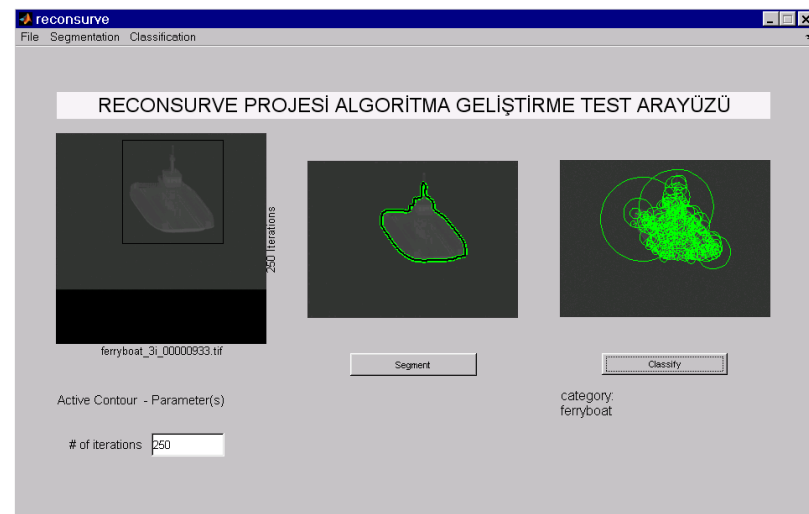 reconsurve
File Segmentation Classification
RECONSURVE PROJESİ ALGORİTMA GELİŞTİRME TEST ARAYÜZÜ
250 Iterations
ferryboat_3i_00000933.tif
Segment
Classify
Active Contour - Parameter(s)
category:
ferryboat
# of iterations 250